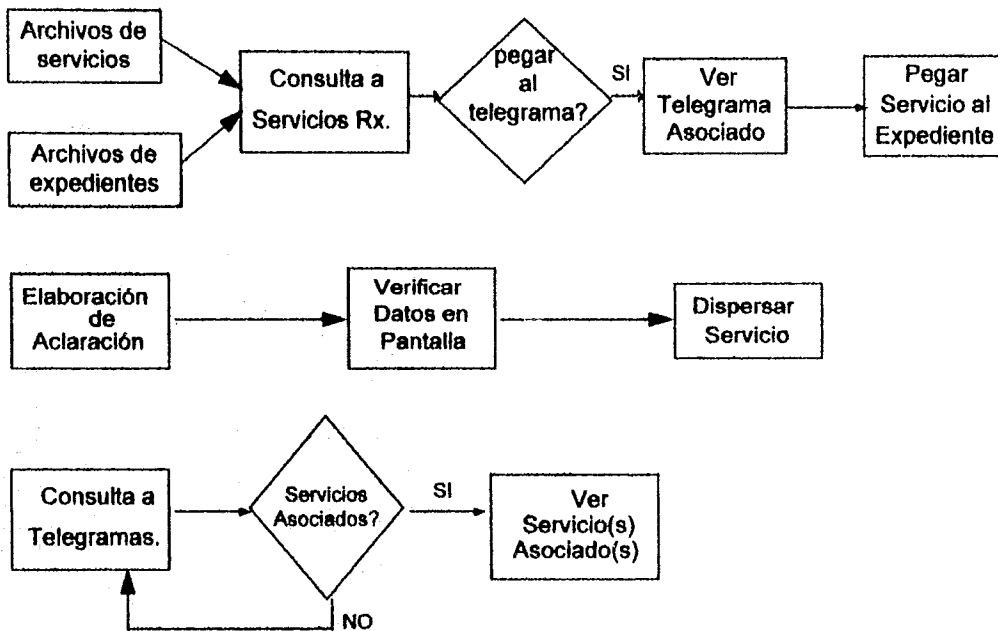 Archivos de
servicios
Archivos de
expedientes
Consulta a
Servicios Rx.
pegar
al
telegrama?
SI
Ver
Telegrama
Asociado
Pegar
Servicio al
Expediente
Elaboración
de
Aclaración
Verificar
Datos en
Pantalla
Dispersar
Servicio
Consulta a
Telegramas.
Servicios
Asociados?
SI
NO
Ver
Servicio(s)
Asociado(s)